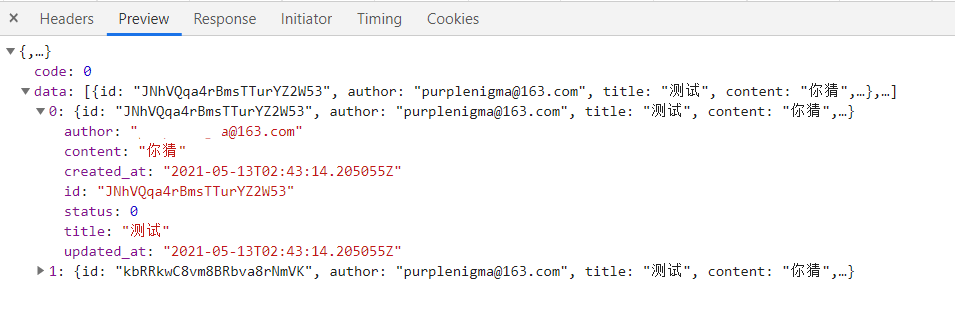 × Headers Preview Response Initiator Timing Cookies
▼{,…}
code: 0
▼data: [{id: "JNhVQqa4rBmsTTurYZ2W53", author: "purplenigma@163.com", title: "测试", content: "你猜",…},…]
▼0: {id: "JNhVQqa4rBmsTTurYZ2W53", author: "purplenigma@163.com", title: "测试", content: "你猜",…}
author: "a@163.com"
content: "你猜"
created_at: "2021-05-13T02:43:14.205055Z"
id: "JNhVQqa4rBmsTTurYZ2W53"
status: 0
title: "测试"
updated_at: "2021-05-13T02:43:14.205055Z"
▶1: {id: "kbRRkwC8vm8BRbva8rNmVK", author: "purplenigma@163.com", title: "测试", content: "你猜",…}